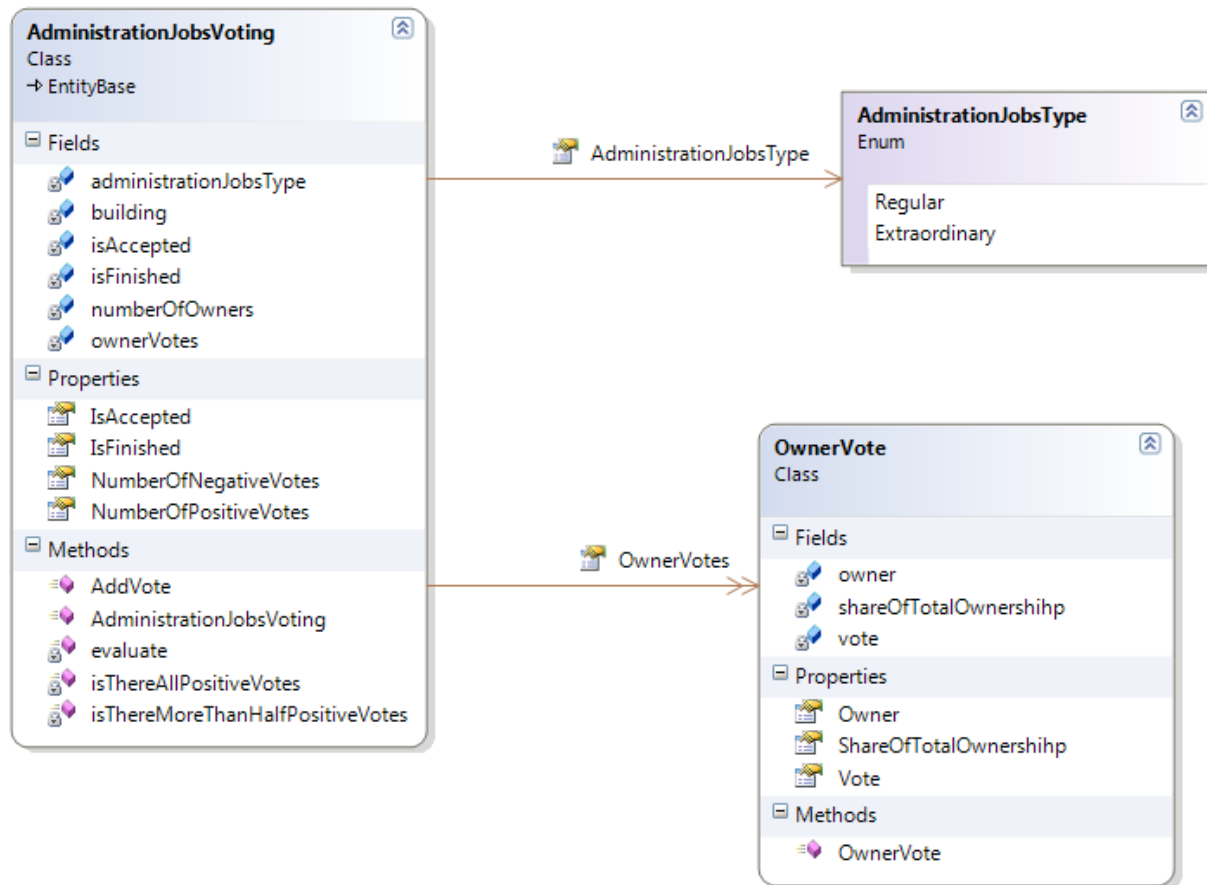 AdministrationJobsVoting
Class
EntityBase
Fields
administrationJobsType
building
isAccepted
isFinished
numberOfOwners
ownerVotes
Properties
IsAccepted
IsFinished
NumberOfNegativeVotes
NumberOfPositiveVotes
Methods
AddVote
AdministrationJobsVoting
evaluate
isThereAllPositiveVotes
isThereMoreThanHalfPositiveVotes
AdministrationJobsType
AdministrationJobsType
Enum
Regular
Extraordinary
OwnerVotes
OwnerVote
Class
Fields
owner
shareOfTotalOwnershihp
vote
Properties
Owner
ShareOfTotalOwnershihp
Vote
Methods
OwnerVote